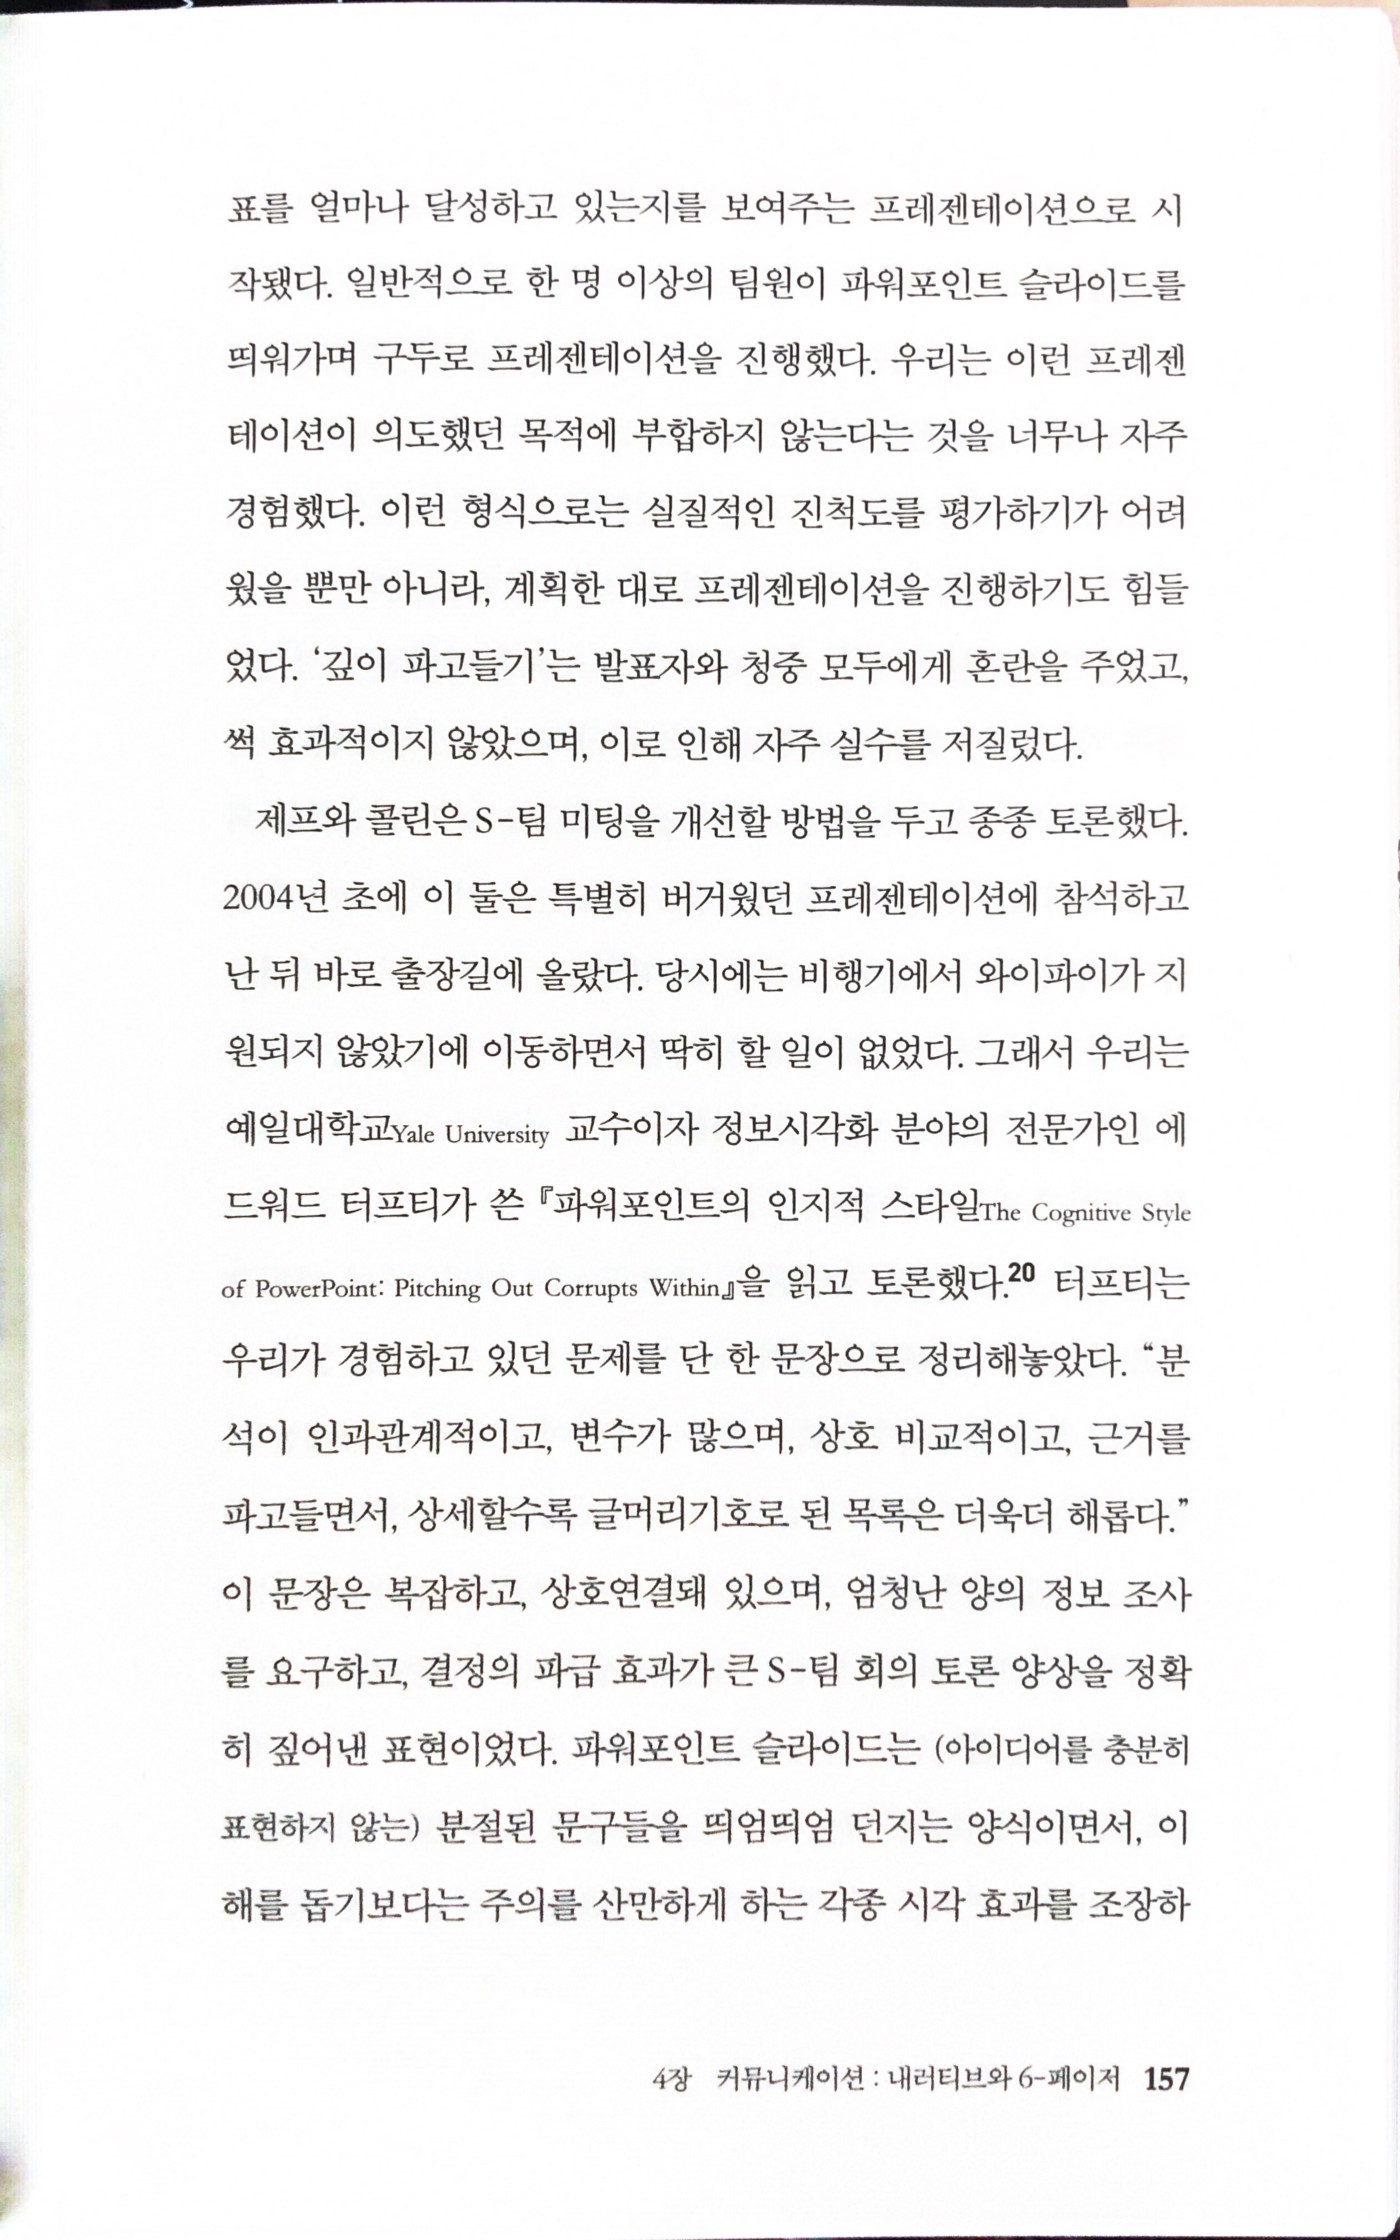 표를 얼마나 달성하고 있는지를 보여주는 프레젠테이션으로 시
작됐다. 일반적으로 한 명 이상의 팀원이 파워포인트 슬라이드를
띄워가며 구두로 프레젠테이션을 진행했다. 우리는 이런 프레젠
테이션이 의도했던 목적에 부합하지 않는다는 것을 너무나 자주
경험했다. 이런 형식으로는 실질적인 진척도를 평가하기가 어려
웠을 뿐만 아니라, 계획한 대로 프레젠테이션을 진행하기도 힘들
었다. ‘깊이 파고들기’는 발표자와 청중 모두에게 혼란을 주었고,
썩 효과적이지 않았으며, 이로 인해 자주 실수를 저질렀다.
제프와 콜린은 S-팀 미팅을 개선할 방법을 두고 종종 토론했다.
2004년 초에 이 둘은 특별히 버거웠던 프레젠테이션에 참석하고
난 뒤 바로 출장길에 올랐다. 당시에는 비행기에서 와이파이가 지
원되지 않았기에 이동하면서 딱히 할 일이 없었다. 그래서 우리는
예일대학교Yale University 교수이자 정보시각화 분야의 전문가인 에
드워드 터프티가 쓴 『파워포인트의 인지적 스타일The Cognitive Style
of PowerPoint: Pitching Out Corrupts Within』을 읽고 토론했다.20 터프티는
우리가 경험하고 있던 문제를 단 한 문장으로 정리해놓았다. “분
석이 인과관계적이고, 변수가 많으며, 상호 비교적이고, 근거를
파고들면서, 상세할수록 글머리기호로 된 목록은 더욱더 해롭다.”
이 문장은 복잡하고, 상호연결돼 있으며, 엄청난 양의 정보 조사
를 요구하고, 결정의 파급 효과가 큰 S-팀 회의 토론 양상을 정확
히 짚어낸 표현이었다. 파워포인트 슬라이드는 (아이디어를 충분히
표현하지 않는) 분절된 문구들을 띄엄띄엄 던지는 양식이면서, 이
해를 돕기보다는 주의를 산만하게 하는 각종 시각 효과를 조장하
4장 커뮤니케이션 : 내러티브와 6-페이저 157